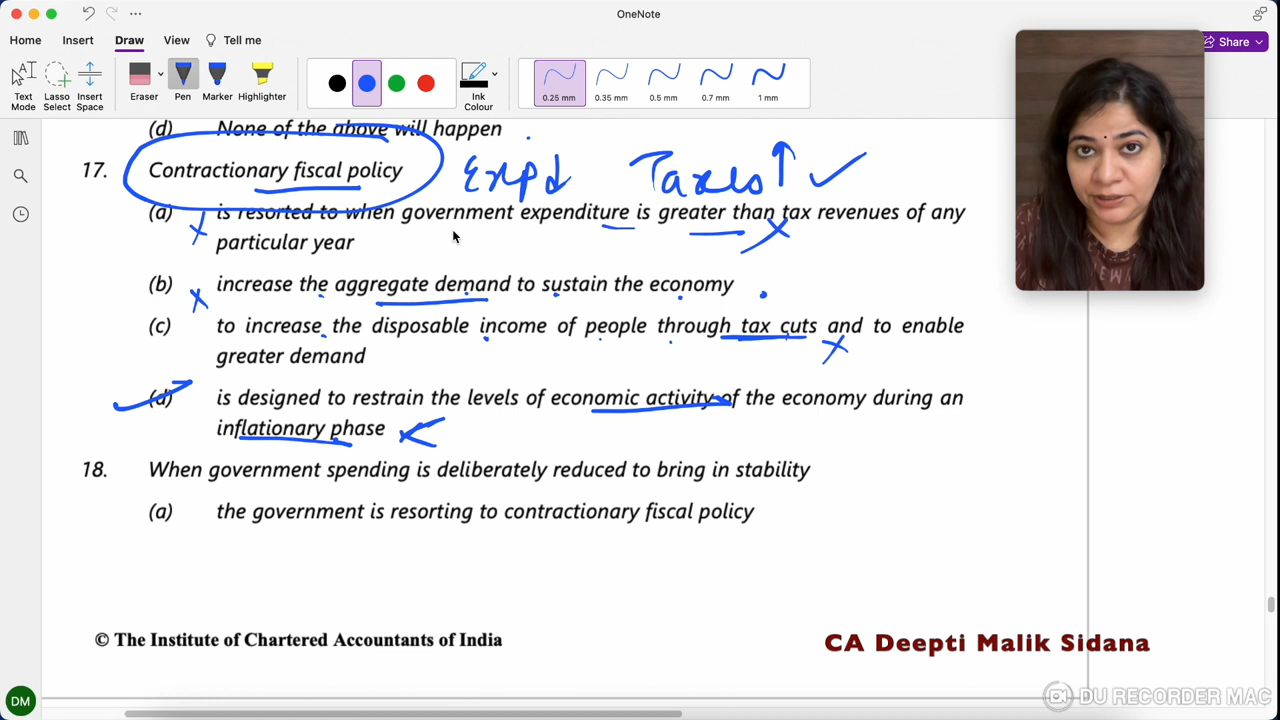 OneNote
Home Insert Draw View Tell me
Share
Text Mode
Lasso Select
Insert Space
Eraser
Pen
Marker
Highlighter
Ink Colour
0.25 mm
0.35 mm
0.5 mm
0.7 mm
1 mm
(d) None of the above will happen
17. Contractionary fiscal policy Exp↓ Taxes↑ ✓
(a) is resorted to when government expenditure is greater than tax revenues of any
particular year
(b) increase the aggregate demand to sustain the economy
(c) to increase the disposable income of people through tax cuts and to enable
greater demand
(d) is designed to restrain the levels of economic activity of the economy during an
inflationary phase
18. When government spending is deliberately reduced to bring in stability
(a) the government is resorting to contractionary fiscal policy
© The Institute of Chartered Accountants of India
CA Deepti Malik Sidana
DM
DU RECORDER MAC